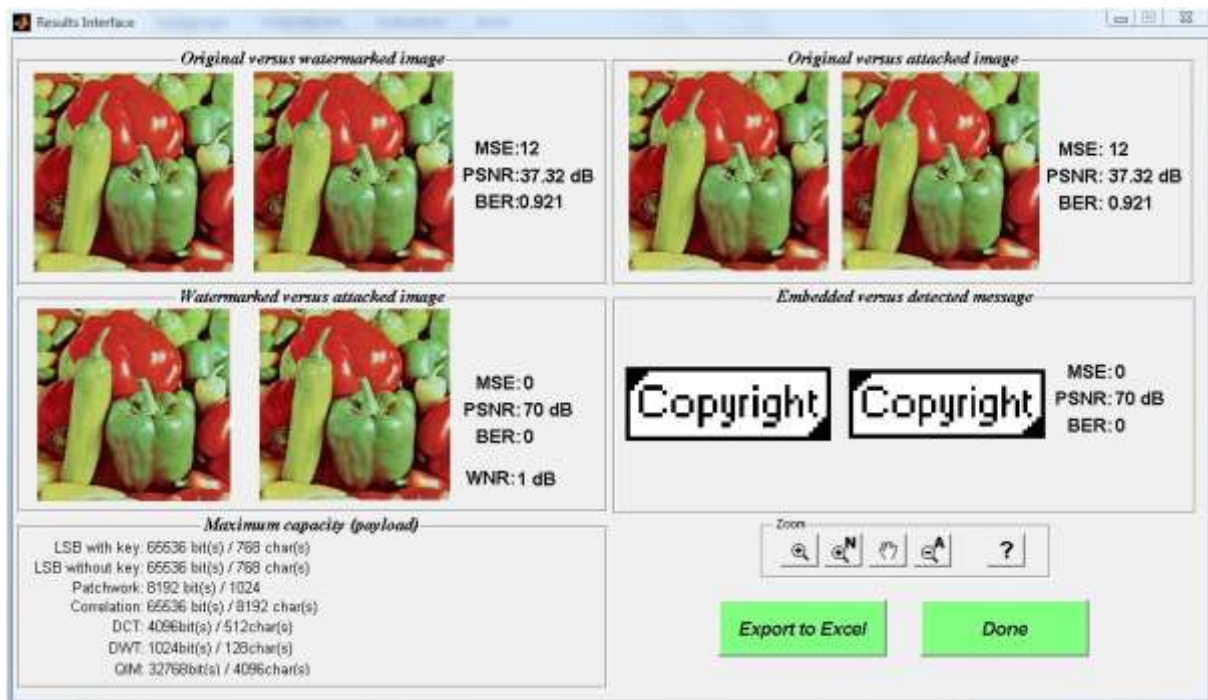 Results Interface
Original versus watermarked image
MSE:12
PSNR:37.32 dB
BER:0.921
Original versus attacked image
MSE: 12
PSNR: 37.32 dB
BER: 0.921
Watermarked versus attacked image
MSE:0
PSNR:70 dB
BER:0
WNR:1 dB
Embedded versus detected message
Copyright
Copyright
MSE:0
PSNR:70 dB
BER:0
Maximum capacity (payload)
LSB with key: 65536 bit(s) / 768 char(s)
LSB without key: 65536 bit(s) / 768 char(s)
Patchwork: 8192 bit(s) / 1024
Correlation: 65536 bit(s) / 8192 char(s)
DCT: 4096bit(s) / 512char(s)
DWT: 1024bit(s) / 128char(s)
QIM: 32768bit(s) / 4096char(s)
Zoom
N
A
?
Export to Excel
Done